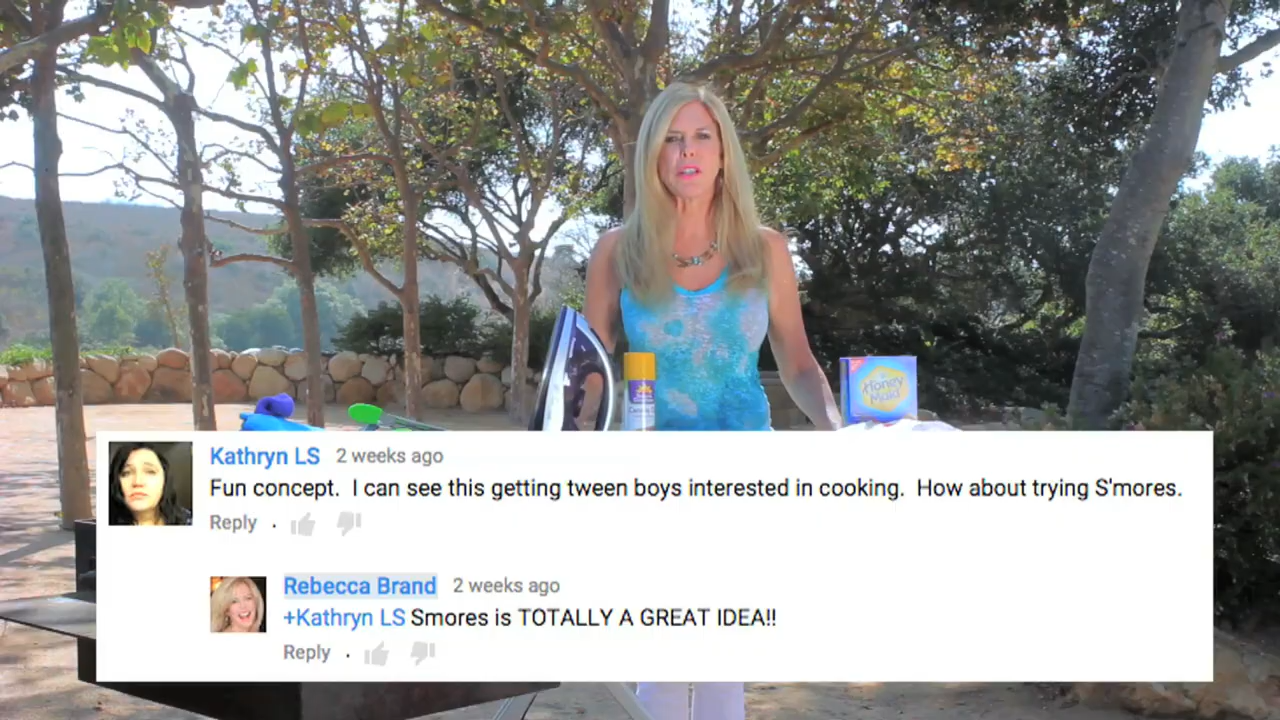 Honey
Maid
Kathryn LS 2 weeks ago
Fun concept. I can see this getting tween boys interested in cooking. How about trying S'mores.
Reply .
Rebecca Brand 2 weeks ago
+Kathryn LS Smores is TOTALLY A GREAT IDEA!!
Reply .